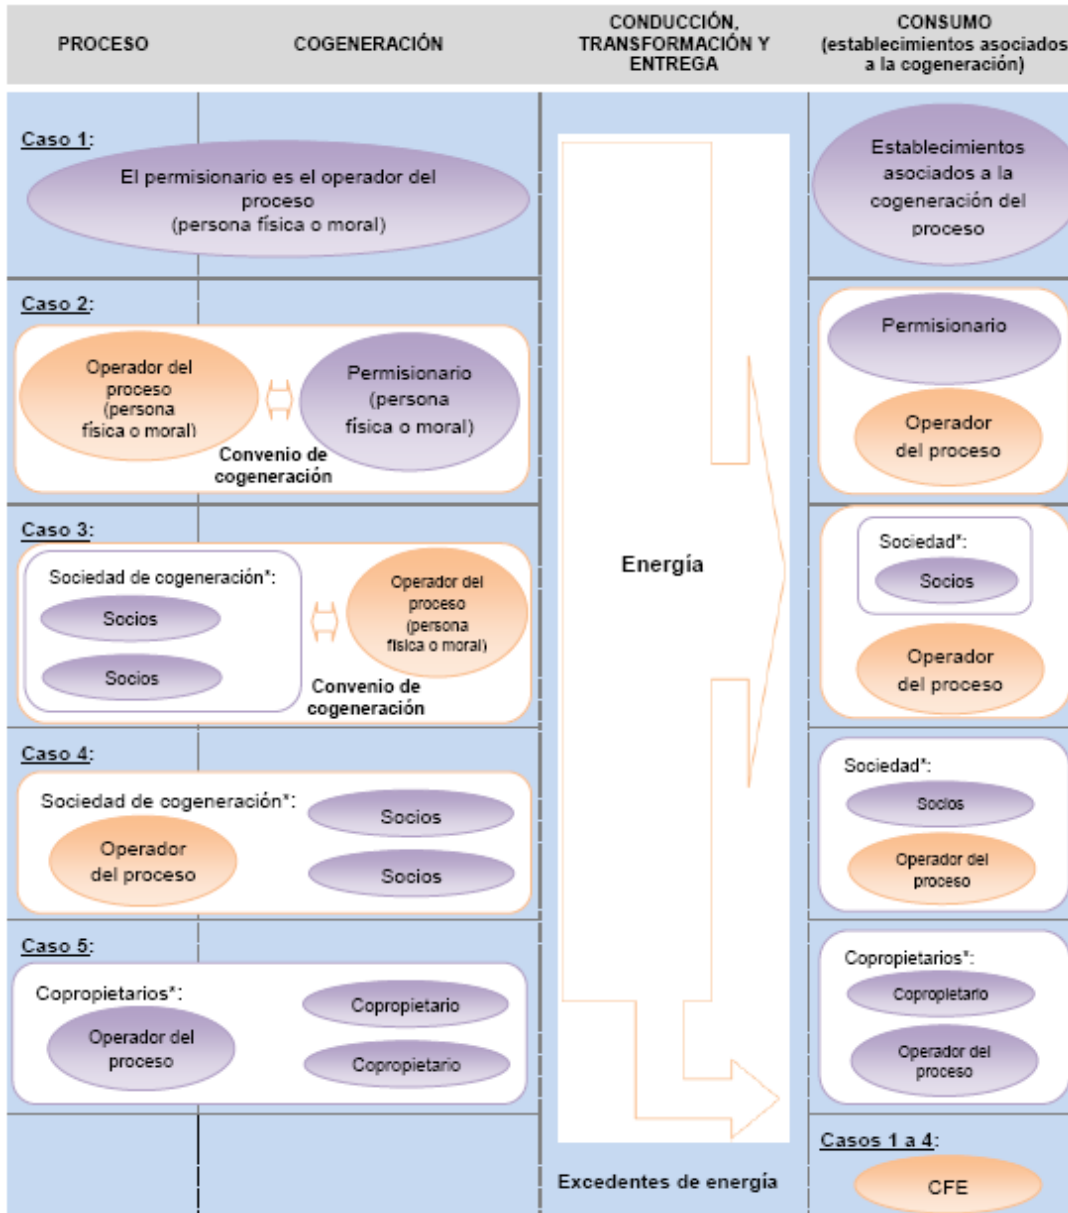 PROCESO
COGENERACIÓN
CONDUCCIÓN,
TRANSFORMACIÓN Y
ENTREGA
CONSUMO
(establecimientos asociados
a la cogeneración)
Caso 1:
El permisionario es el operador del
proceso
(persona física o moral)
Establecimientos
asociados a la
cogeneración del
proceso
Caso 2:
Operador del
proceso
(persona
física o moral)
Convenio de
cogeneración
Permisionario
(persona
física o moral)
Permisionario
Operador
del proceso
Caso 3:
Sociedad de cogeneración*:
Socios
Socios
Operador del
proceso
(persona
física o moral)
Convenio de
cogeneración
Energía
Sociedad*:
Socios
Operador
del proceso
Caso 4:
Sociedad de cogeneración*:
Operador
del proceso
Socios
Socios
Sociedad*:
Socios
Operador del
proceso
Caso 5:
Copropietarios*:
Operador del
proceso
Copropietario
Copropietario
Copropietarios*:
Copropietario
Operador del
proceso
Excedentes de energía
Casos 1 a 4:
CFE